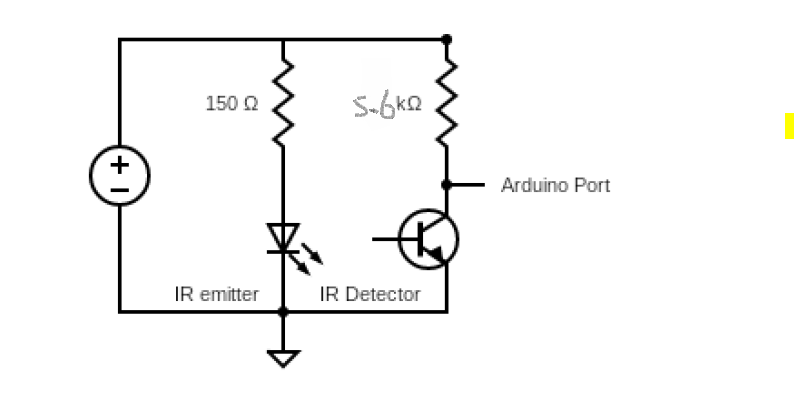 150 Ω
5.6kΩ
Arduino Port
IR emitter
IR Detector